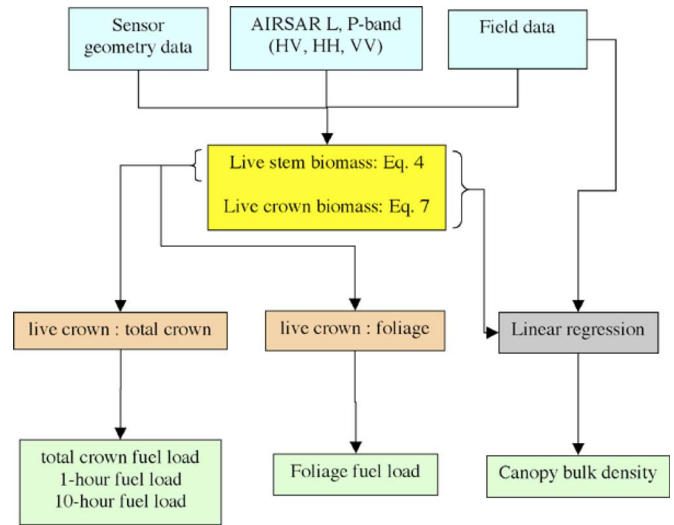 Sensor
geometry data
AIRSAR L, P-band
(HV, HH, VV)
Field data
Live stem biomass: Eq. 4
Live crown biomass: Eq. 7
live crown : total crown
live crown : foliage
Linear regression
total crown fuel load
1-hour fuel load
10-hour fuel load
Foliage fuel load
Canopy bulk density